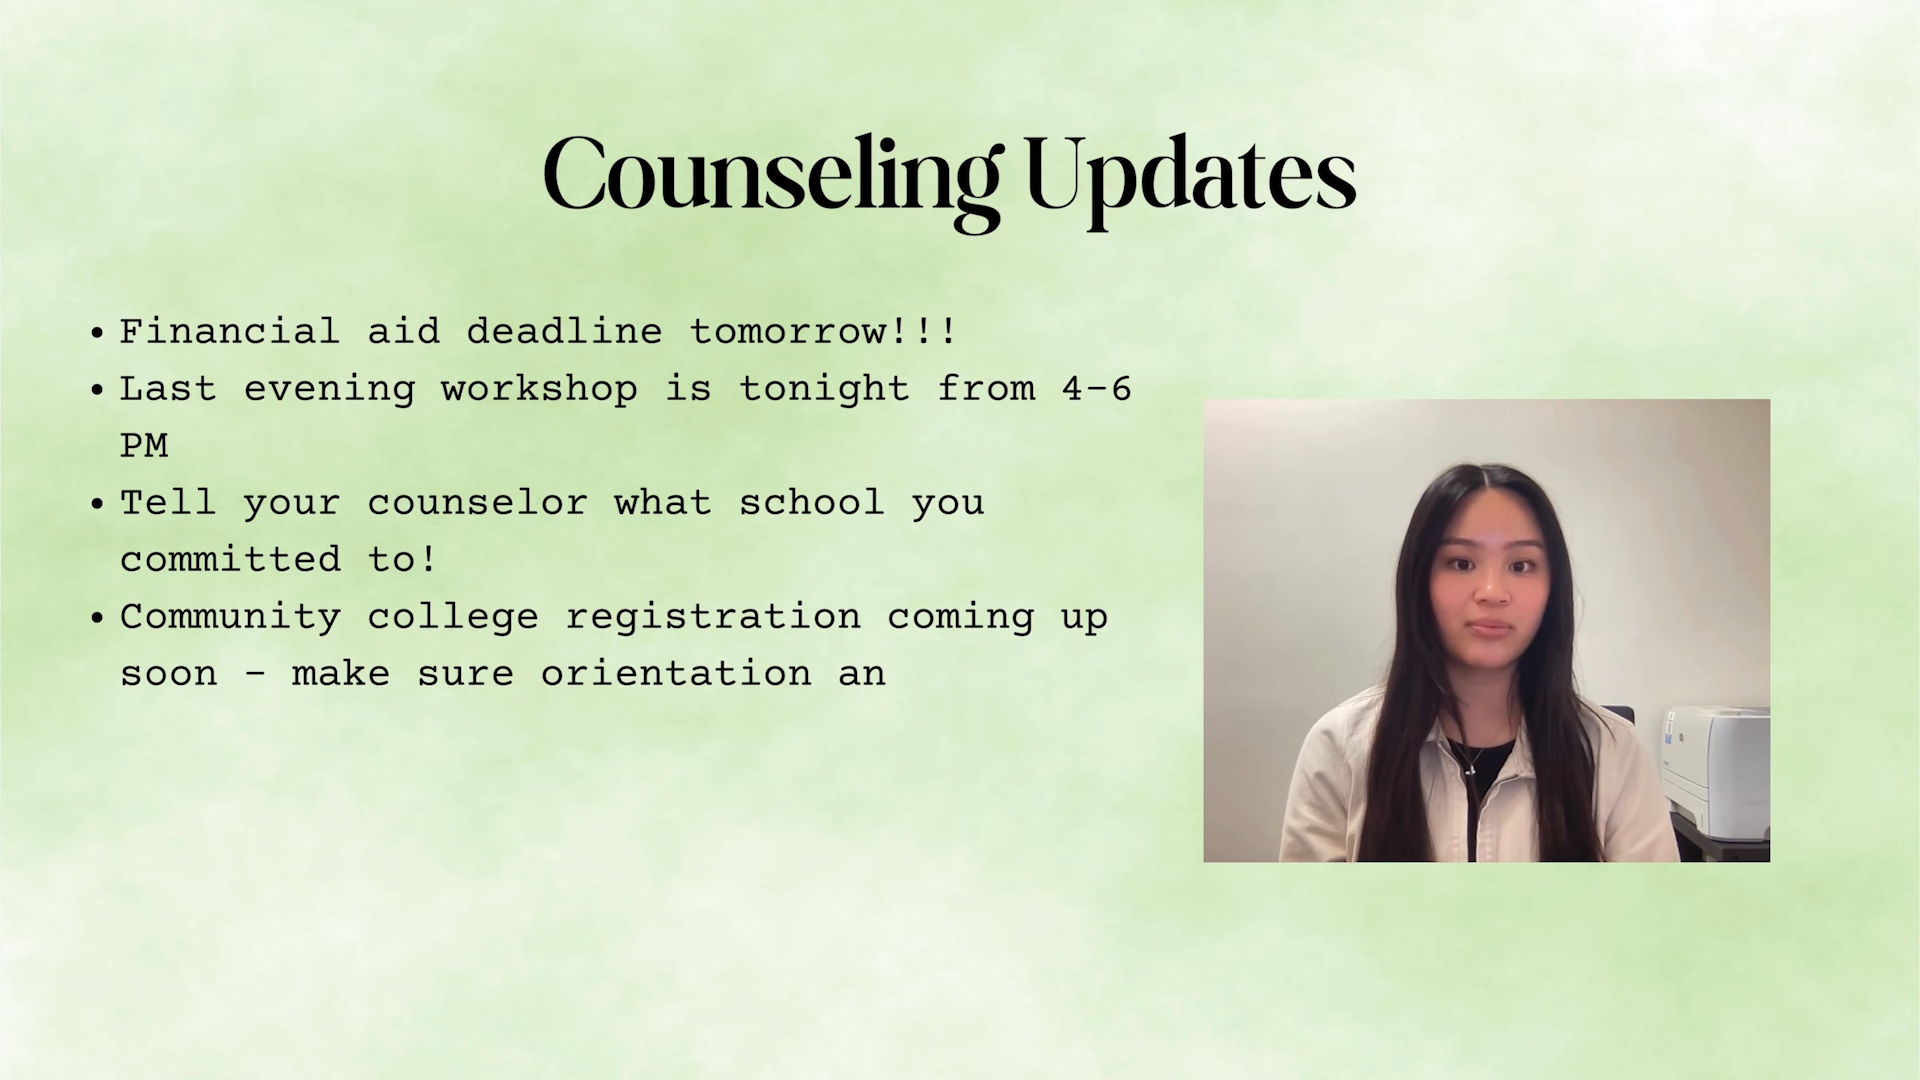 Counseling Updates
• Financial aid deadline tomorrow!!!
• Last evening workshop is tonight from 4-6
PM
• Tell your counselor what school you
committed to!
• Community college registration coming up
soon - make sure orientation an